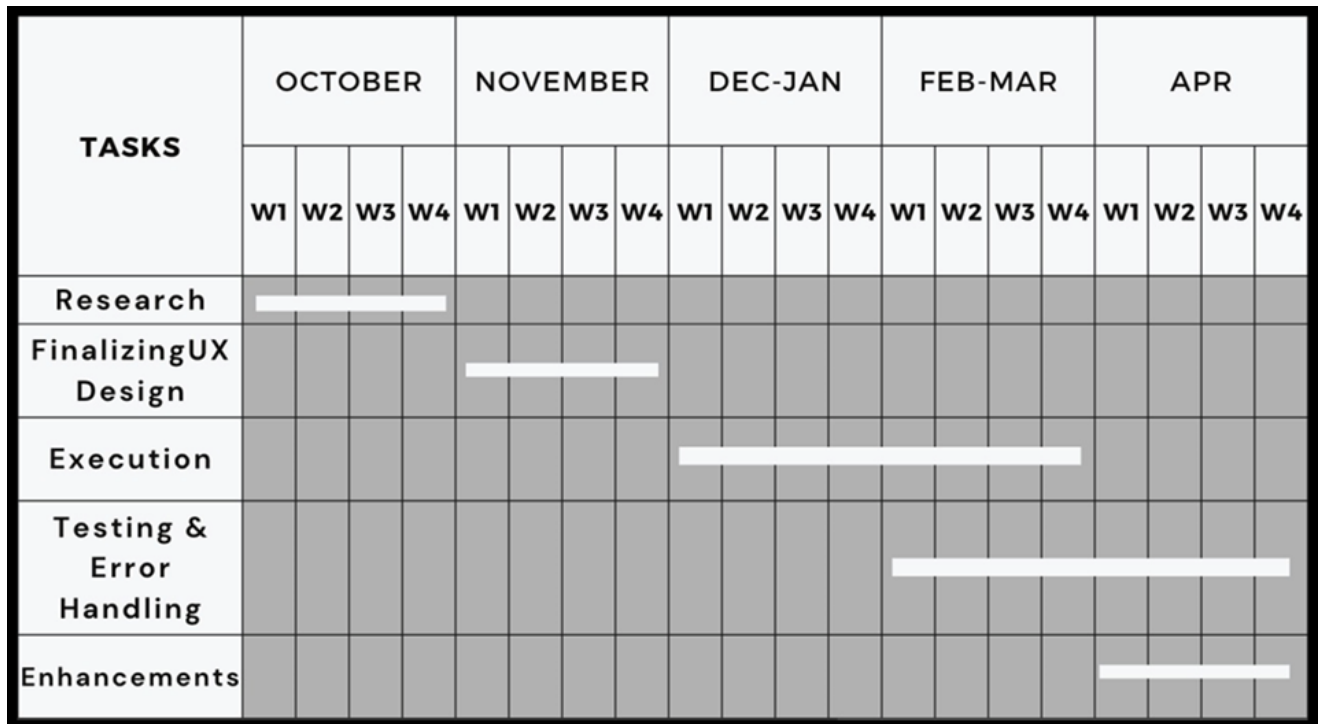 TASKS
OCTOBER NOVEMBER DEC-JAN FEB-MAR APR
W1 W2 W3 W4 W1 W2 W3 W4 W1 W2 W3 W4 W1 W2 W3 W4 W1 W2 W3 W4
Research
FinalizingUX
Design
Execution
Testing &
Error
Handling
Enhancements